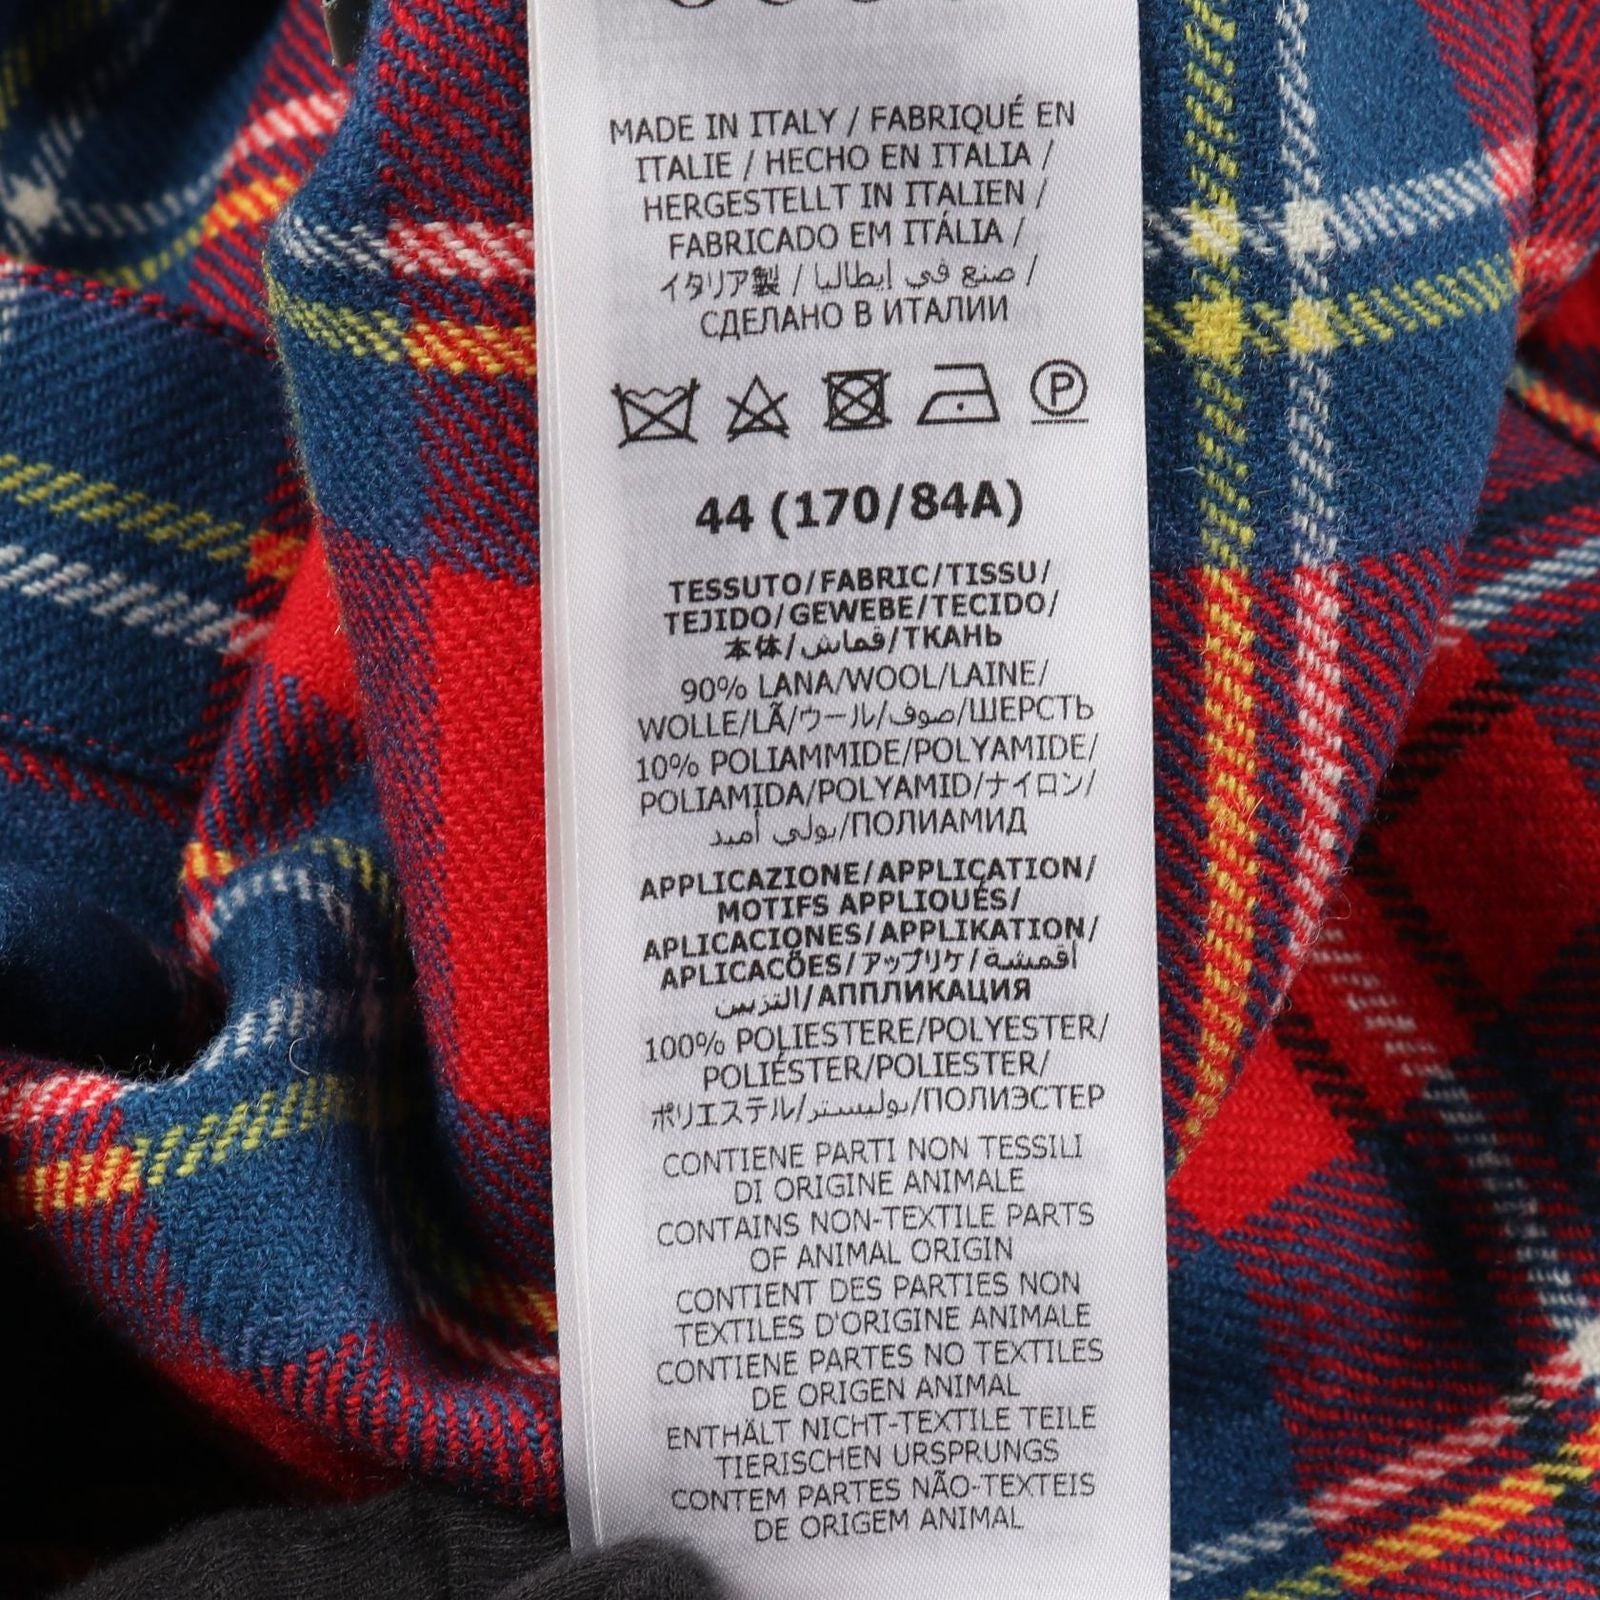 MADE IN ITALY / FABRIQUÉ EN
ITALIE / HECHO EN ITALIA /
HERGESTELLT IN ITALIEN /
FABRICADO EM ITÁLIA /
イタリア製 / صنع في إيطاليا /
СДЕЛАНО В ИТАЛИИ
P
44 (170/84A)
TESSUTO/FABRIC/TISSU/
TEJIDO/GEWEBE/TECIDO/
本体/قماش/ТКАНЬ
90% LANA/WOOL/LAINE/
WOLLE/LÃ/ウール/صوف/ШЕРСТЬ
10% POLIAMMIDE/POLYAMIDE/
POLIAMIDA/POLYAMID/ナイロン/
بولي أميد/ПОЛИАМИД
APPLICAZIONE/APPLICATION/
MOTIFS APPLIQUÉS/
APLICACIONES/APPLIKATION/
APLICACÕES/アップリケ/أقمشة
التزيين/АППЛИКАЦИЯ
100% POLIESTERE/POLYESTER/
POLIÉSTER/POLIESTER/
ポリエステル/بوليستر/ПОЛИЭСТЕР
CONTIENE PARTI NON TESSILI
DI ORIGINE ANIMALE
CONTAINS NON-TEXTILE PARTS
OF ANIMAL ORIGIN
CONTIENT DES PARTIES NON
TEXTILES D'ORIGINE ANIMALE
CONTIENE PARTES NO TEXTILES
DE ORIGEN ANIMAL
ENTHÄLT NICHT-TEXTILE TEILE
TIERISCHEN URSPRUNGS
CONTEM PARTES NÃO-TEXTEIS
DE ORIGEM ANIMAL